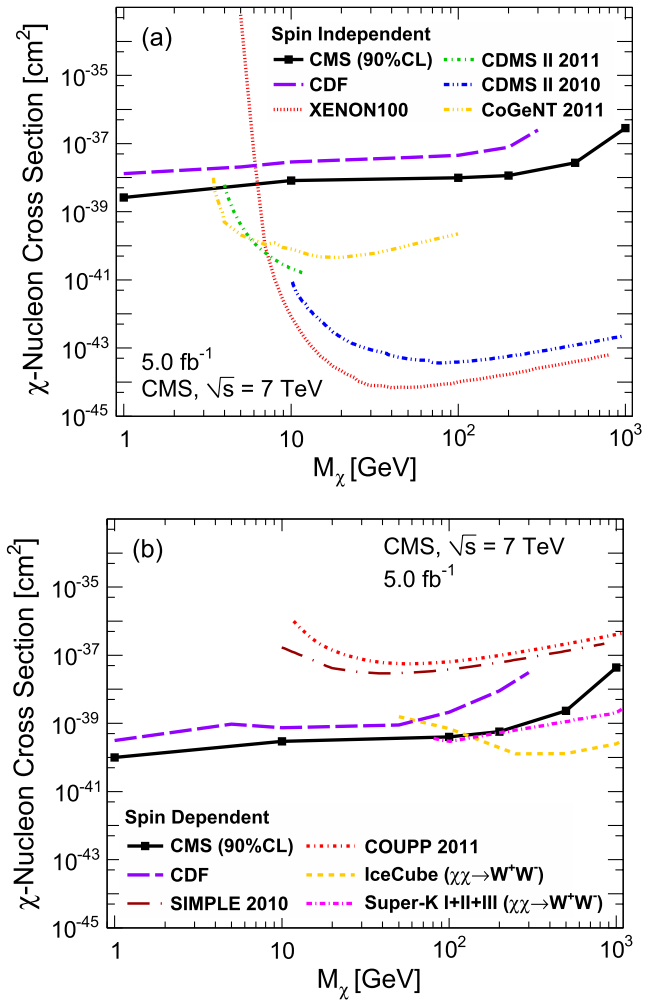 (a)
Spin Independent
CMS (90%CL)
CDF
XENON100
CDMS II 2011
CDMS II 2010
CoGeNT 2011
χ-Nucleon Cross Section [cm²]
10⁻³⁵
10⁻³⁷
10⁻³⁹
10⁻⁴¹
10⁻⁴³
10⁻⁴⁵
5.0 fb⁻¹
CMS, √s = 7 TeV
1 10 10² 10³
Mχ [GeV]
(b)
CMS, √s = 7 TeV
5.0 fb⁻¹
χ-Nucleon Cross Section [cm²]
10⁻³⁵
10⁻³⁷
10⁻³⁹
10⁻⁴¹
10⁻⁴³
10⁻⁴⁵
Spin Dependent
CMS (90%CL)
CDF
SIMPLE 2010
COUPP 2011
IceCube (χχ→W⁺W⁻)
Super-K I+II+III (χχ→W⁺W⁻)
1 10 10² 10³
Mχ [GeV]